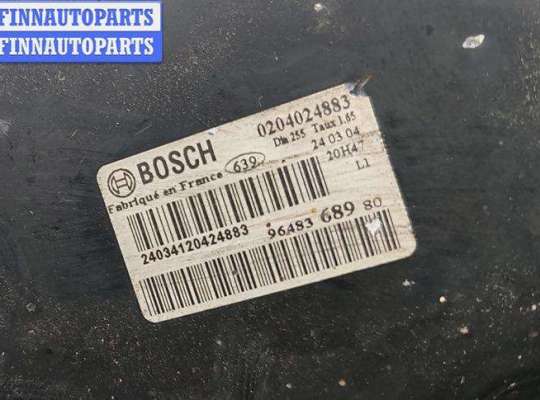 FINNAUTOPARTS
FINNAUTOPARTS
BOSCH
0204024883
Dia 255 Taux 1.65
Fabriqué en France
639
24 03 04
20H47
L1
24034120424883
96483 689 80